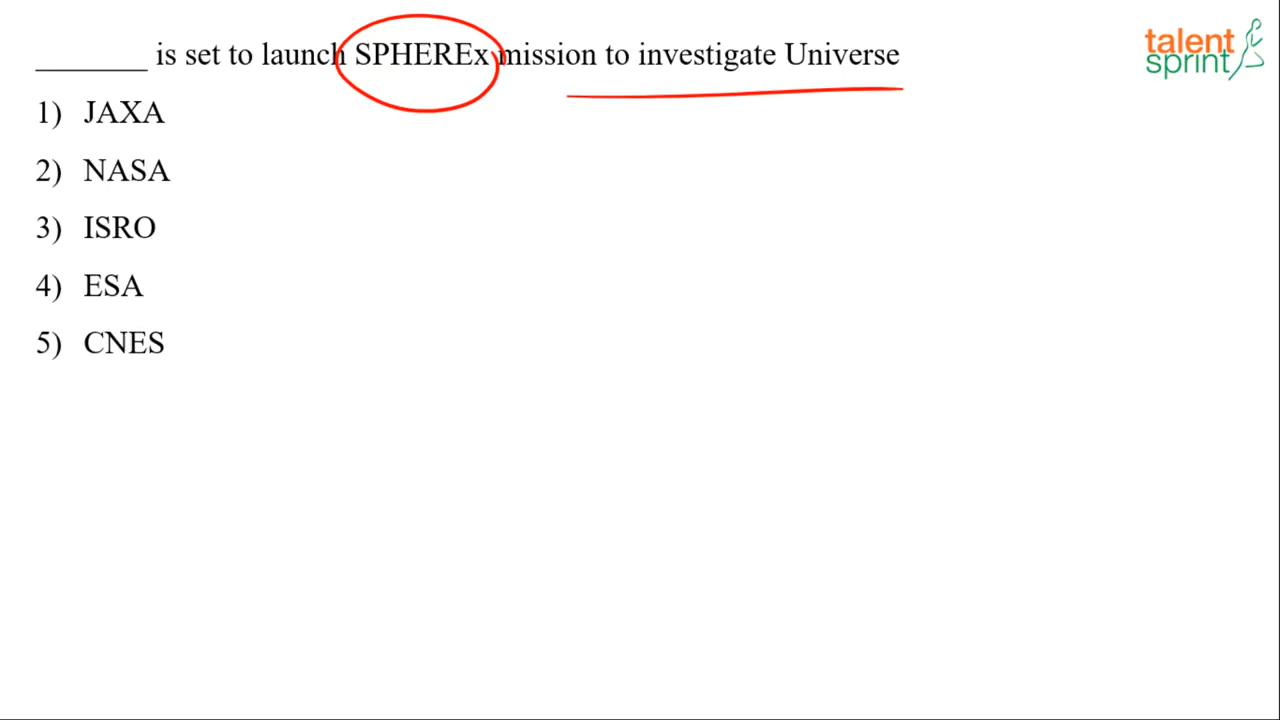 _______ is set to launch SPHEREx mission to investigate Universe
talent
sprint
1) JAXA
2) NASA
3) ISRO
4) ESA
5) CNES